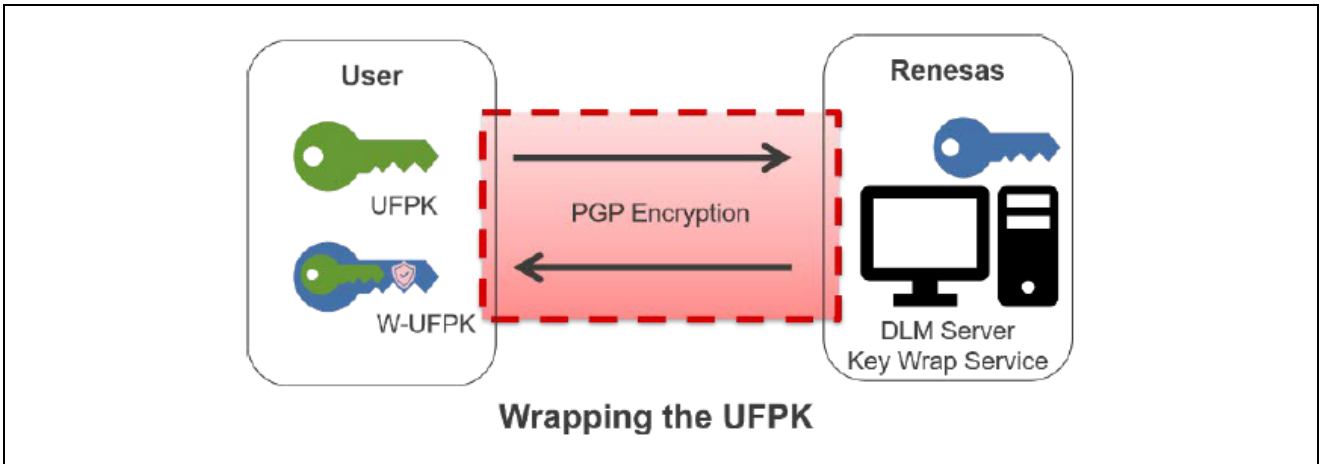 User
UFPK
W-UFPK
PGP Encryption
Renesas
DLM Server
Key Wrap Service
Wrapping the UFPK